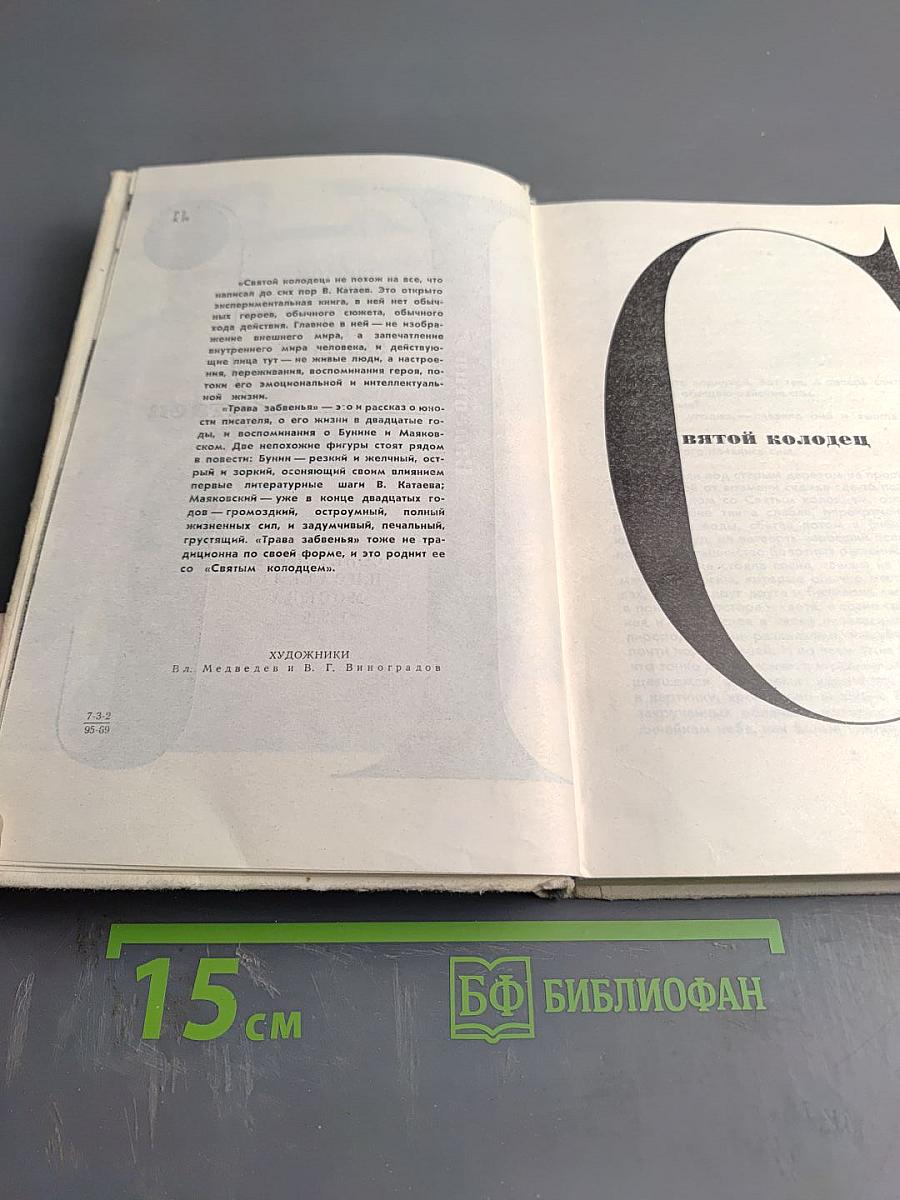 «Святой колодец» не похож на все, что
написал до сих пор В. Катаев. Это открыто
экспериментальная книга, в ней нет обыч-
ных героев, обычного сюжета, обычного
хода действия. Главное в ней — не изобра-
жение внешнего мира, а запечатление
внутреннего мира человека, и действую-
щие лица тут — не живые люди, а настрое-
ния, переживания, воспоминания героя, по-
токи его эмоциональной и интеллектуаль-
ной жизни.
«Трава забвенья» — это и рассказ о юно-
сти писателя, о его жизни в двадцатые го-
ды, и воспоминания о Бунине и Маяков-
ском. Две непохожие фигуры стоят рядом
в повести: Бунин — резкий и желчный, ост-
рый и зоркий, осеняющий своим влиянием
первые литературные шаги В. Катаева;
Маяковский — уже в конце двадцатых го-
дов — громоздкий, остроумный, полный
жизненных сил, и задумчивый, печальный,
грустящий. «Трава забвенья» тоже не тра-
диционна по своей форме, и это роднит ее
со «Святым колодцем».
ХУДОЖНИКИ
Вл. Медведев и В. Г. Виноградов
7-3-2
95-69
Святой колодец
15 см
БФ БИБЛИОФАН